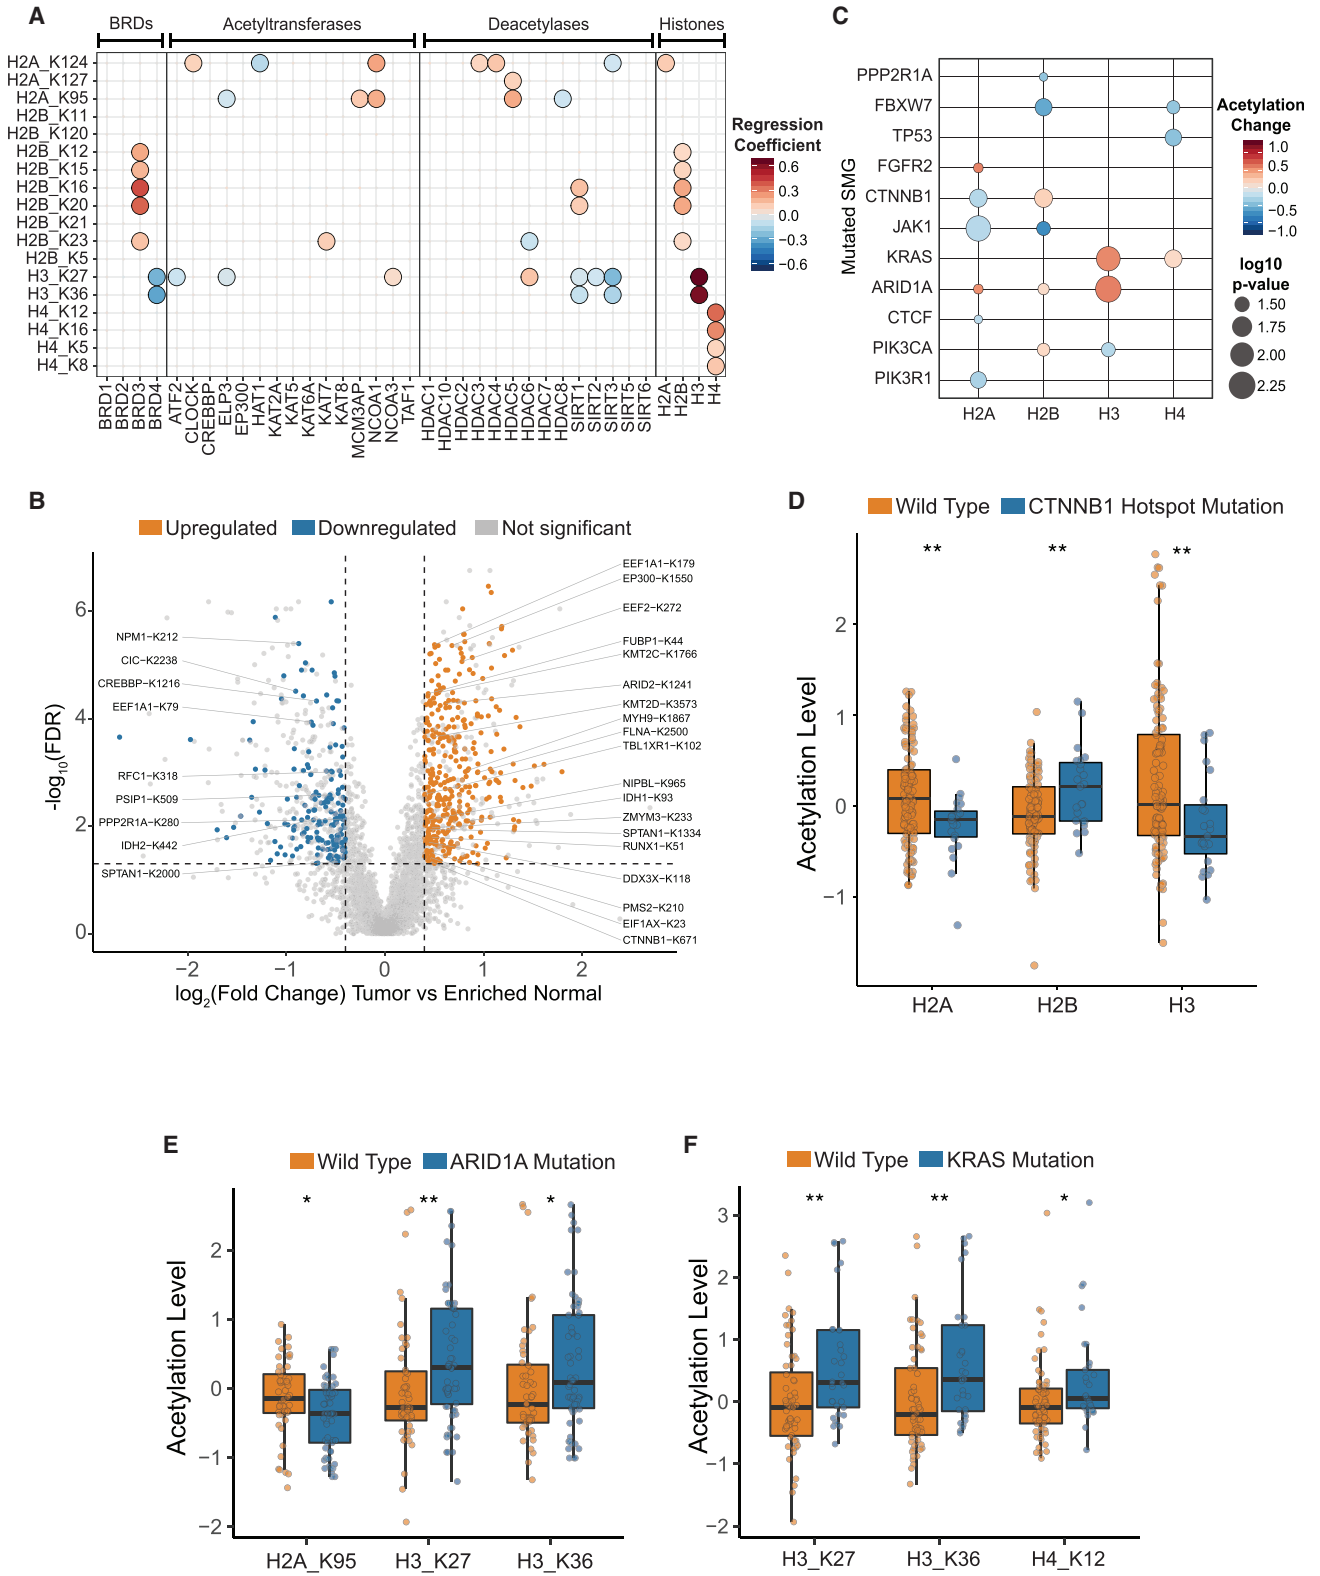 A
BRDs
Acetyltransferases
Deacetylases
Histones
H2A_K124
H2A_K127
H2A_K95
H2B_K11
H2B_K120
H2B_K12
H2B_K15
H2B_K16
H2B_K20
H2B_K21
H2B_K23
H2B_K5
H3_K27
H3_K36
H4_K12
H4_K16
H4_K5
H4_K8
BRD1
BRD2
BRD3
BRD4
ATF2
CLOCK
CREBBP
ELP3
EP300
HAT1
KAT2A
KAT5
KAT6A
KAT7
KAT8
MCM3AP
NCOA1
NCOA3
TAF1
HDAC1
HDAC10
HDAC2
HDAC3
HDAC4
HDAC5
HDAC6
HDAC7
HDAC8
SIRT1
SIRT2
SIRT3
SIRT5
SIRT6
H2A
H2B
H3
H4
Regression
Coefficient
0.6
0.3
0.0
−0.3
−0.6
C
Mutated SMG
PPP2R1A
FBXW7
TP53
FGFR2
CTNNB1
JAK1
KRAS
ARID1A
CTCF
PIK3CA
PIK3R1
H2A
H2B
H3
H4
Acetylation
Change
1.0
0.5
0.0
−0.5
−1.0
log10
p-value
1.50
1.75
2.00
2.25
B
Upregulated
Downregulated
Not significant
-log10(FDR)
6
4
2
0
NPM1−K212
CIC−K2238
CREBBP−K1216
EEF1A1−K79
RFC1−K318
PSIP1−K509
PPP2R1A−K280
IDH2−K442
SPTAN1−K2000
EEF1A1−K179
EP300−K1550
EEF2−K272
FUBP1−K44
KMT2C−K1766
ARID2−K1241
KMT2D−K3573
MYH9−K1867
FLNA−K2500
TBL1XR1−K102
NIPBL−K965
IDH1−K93
ZMYM3−K233
SPTAN1−K1334
RUNX1−K51
DDX3X−K118
PMS2−K210
EIF1AX−K23
CTNNB1−K671
−2
−1
0
1
2
log2(Fold Change) Tumor vs Enriched Normal
D
Wild Type
CTNNB1 Hotspot Mutation
Acetylation Level
2
1
0
−1
**
**
**
H2A
H2B
H3
E
Wild Type
ARID1A Mutation
Acetylation Level
2
1
0
−1
−2
*
**
*
H2A_K95
H3_K27
H3_K36
F
Wild Type
KRAS Mutation
Acetylation Level
3
2
1
0
−1
−2
**
**
*
H3_K27
H3_K36
H4_K12